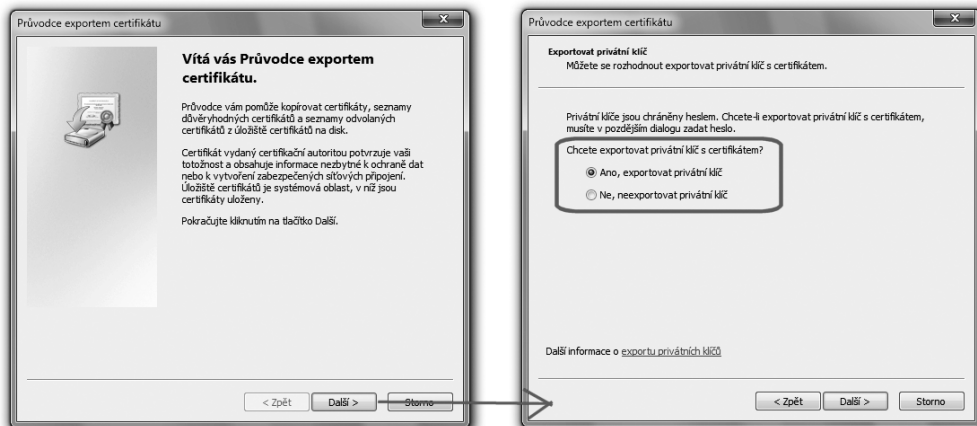 Průvodce exportem certifikátu
Vítá vás Průvodce exportem
certifikátu.
Průvodce vám pomůže kopírovat certifikáty, seznamy
důvěryhodných certifikátů a seznamy odvolaných
certifikátů z úložiště certifikátů na disk.
Certifikát vydaný certifikační autoritou potvrzuje vaši
totožnost a obsahuje informace nezbytné k ochraně dat
nebo k vytvoření zabezpečených síťových připojení.
Úložiště certifikátů je systémová oblast, v níž jsou
certifikáty uloženy.
Pokračujte kliknutím na tlačítko Další.
< Zpět
Další >
Storno
Průvodce exportem certifikátu
Exportovat privátní klíč
Můžete se rozhodnout exportovat privátní klíč s certifikátem.
Privátní klíče jsou chráněny heslem. Chcete-li exportovat privátní klíč s certifikátem,
musíte v pozdějším dialogu zadat heslo.
Chcete exportovat privátní klíč s certifikátem?
Ano, exportovat privátní klíč
Ne, neexportovat privátní klíč
Další informace o exportu privátních klíčů
< Zpět
Další >
Storno